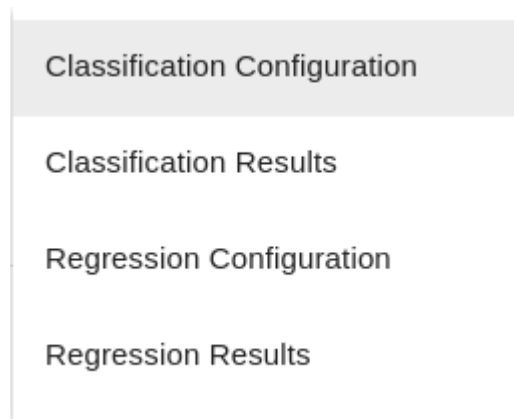 Classification Configuration
Classification Results
Regression Configuration
Regression Results